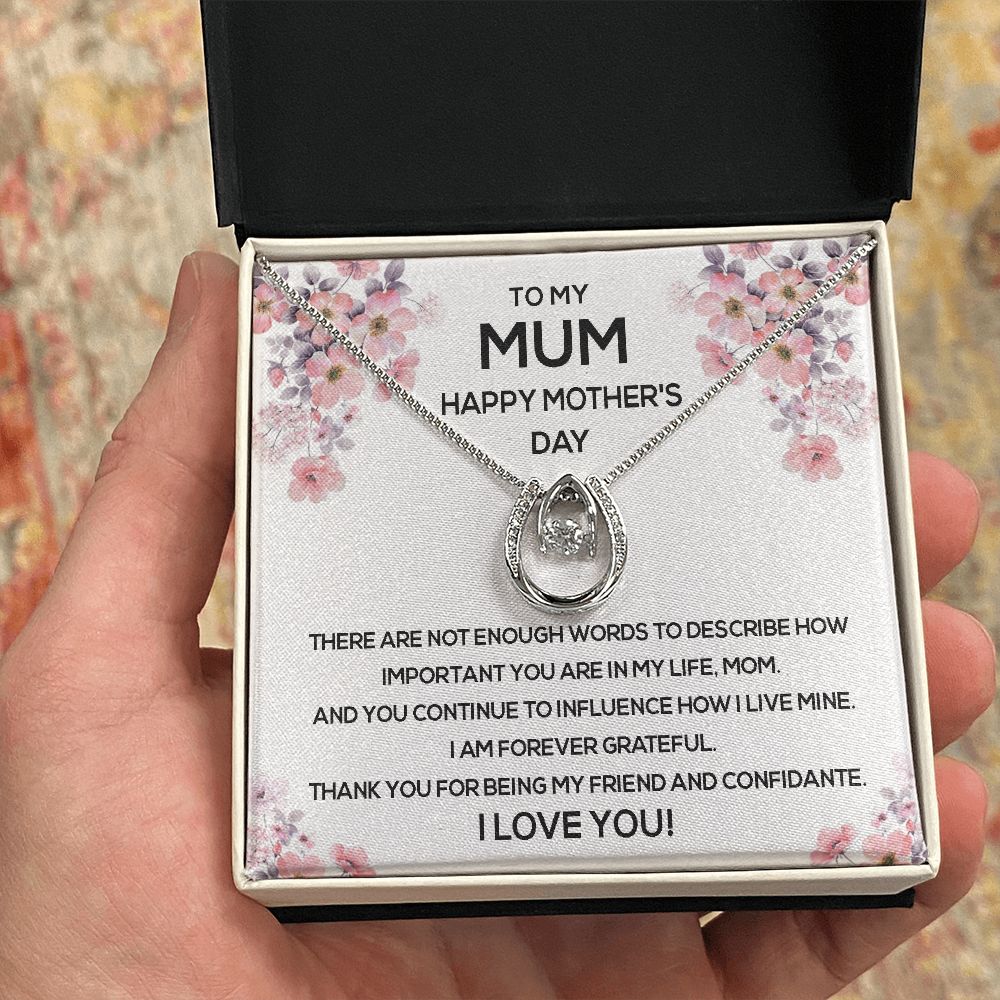 TO MY
MUM
HAPPY MOTHER'S
DAY
THERE ARE NOT ENOUGH WORDS TO DESCRIBE HOW
IMPORTANT YOU ARE IN MY LIFE, MOM.
AND YOU CONTINUE TO INFLUENCE HOW I LIVE MINE.
I AM FOREVER GRATEFUL.
THANK YOU FOR BEING MY FRIEND AND CONFIDANTE.
I LOVE YOU!